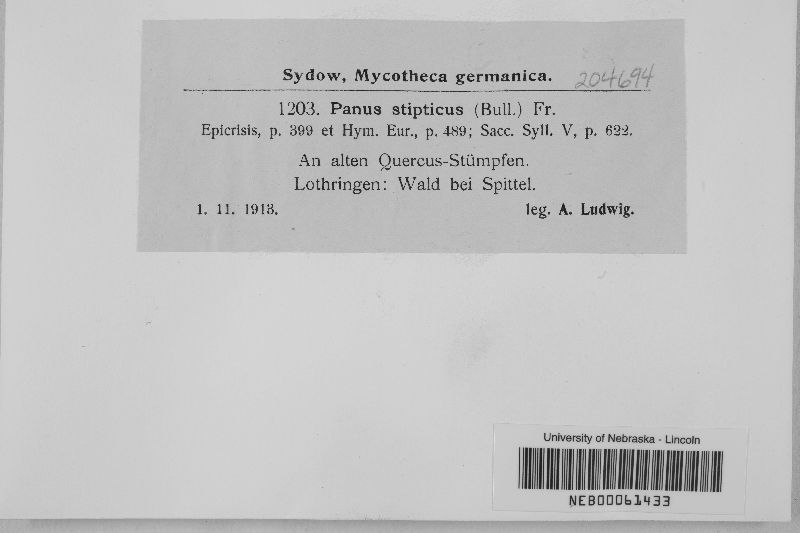 Sydow, Mycotheca germanica. 204694
1203. Panus stipticus (Bull.) Fr.
Epicrisis, p. 399 et Hym. Eur., p. 489; Sacc. Syll. V, p. 622.
An alten Quercus-Stümpfen.
Lothringen: Wald bei Spittel.
1. 11. 1913. leg. A. Ludwig.
University of Nebraska - Lincoln
NEB00061433